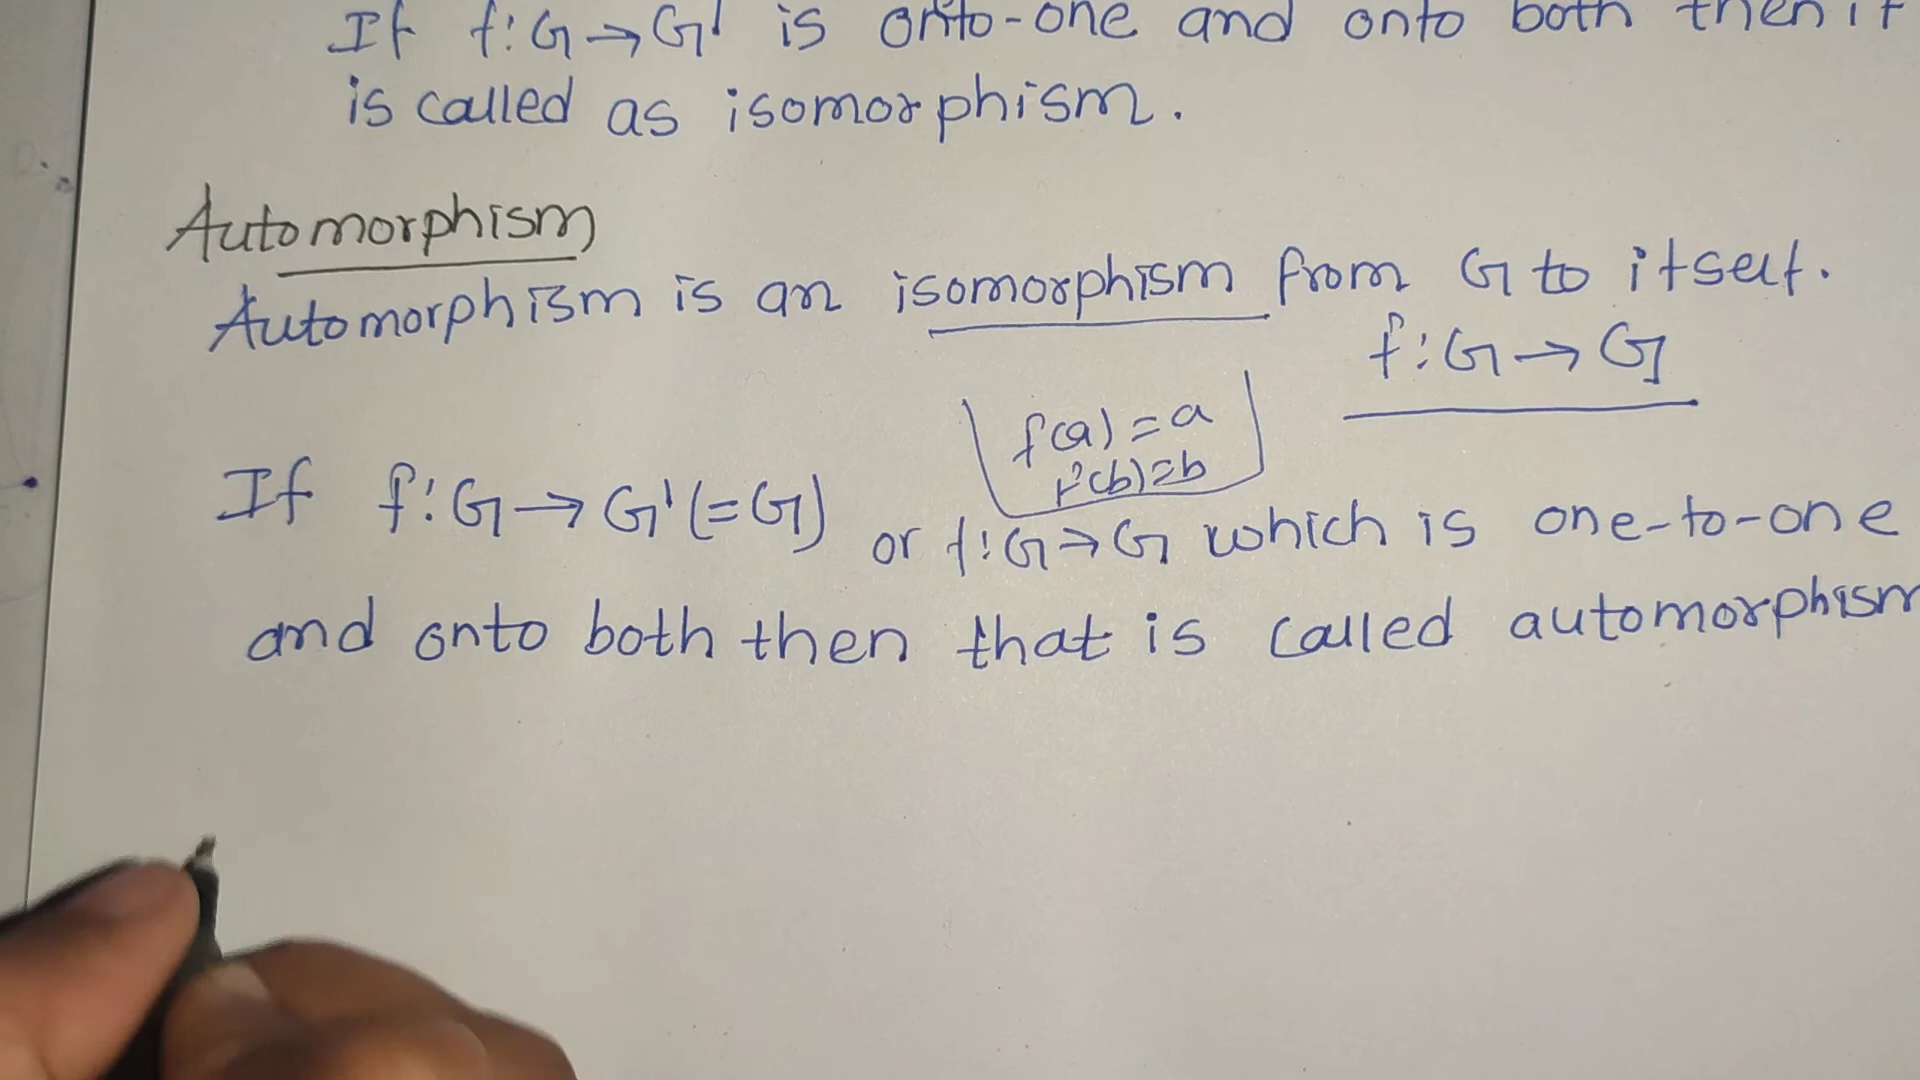 If f:G→G' is onto-one and onto both then it
is called as isomorphism.
Automorphism
Automorphism is an isomorphism from G to itself.
f:G→G
f(a)=a
f(b)=b
If f:G→G'(=G) or f:G→G which is one-to-one
and onto both then that is called automorphism